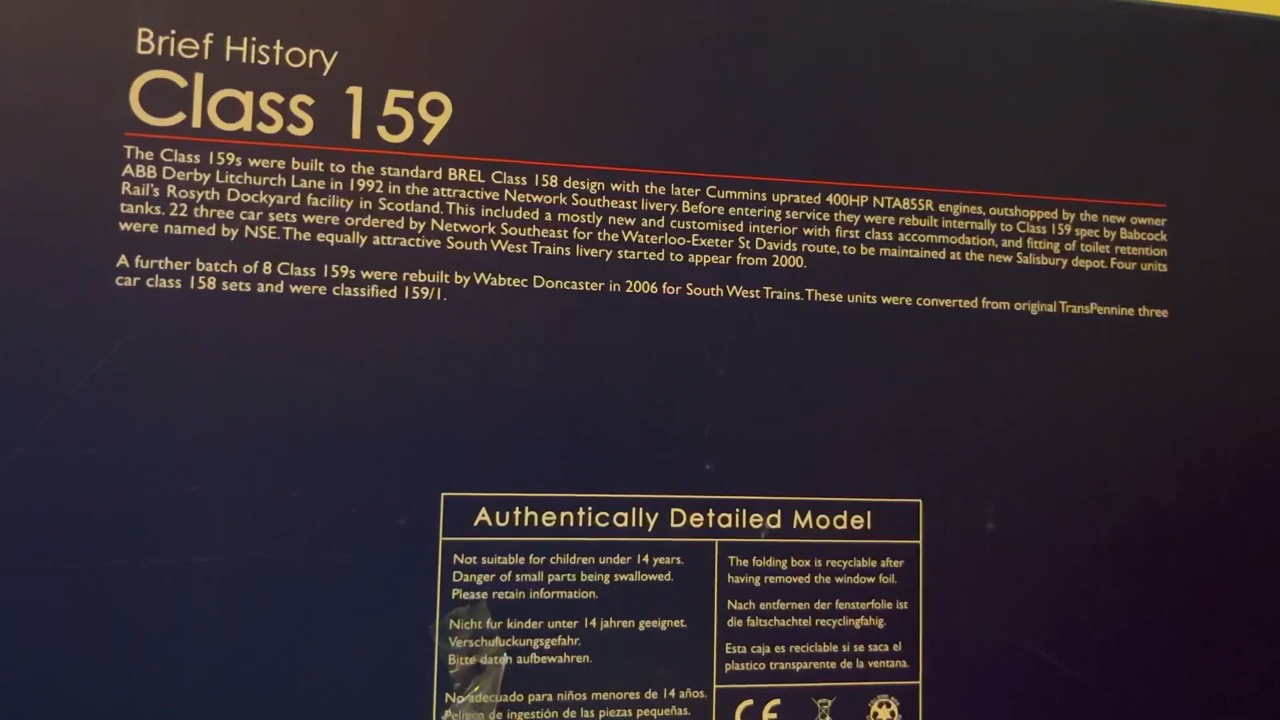 Brief History
Class 159
The Class 159s were built to the standard BREL Class 158 design with the later Cummins uprated 400HP NTA855R engines, outshopped by the new owner
ABB Derby Litchurch Lane in 1992 in the attractive Network Southeast livery. Before entering service they were rebuilt internally to Class 159 spec by Babcock
Rail's Rosyth Dockyard facility in Scotland. This included a mostly new and customised interior with first class accommodation, and fitting of toilet retention
tanks. 22 three car sets were ordered by Network Southeast for the Waterloo-Exeter St Davids route, to be maintained at the new Salisbury depot. Four units
were named by NSE. The equally attractive South West Trains livery started to appear from 2000.
A further batch of 8 Class 159s were rebuilt by Wabtec Doncaster in 2006 for South West Trains. These units were converted from original TransPennine three
car class 158 sets and were classified 159/1.
Authentically Detailed Model
Not suitable for children under 14 years.
Danger of small parts being swallowed.
Please retain information.
Nicht fur kinder unter 14 jahren geeignet.
Verschufuckungsgefahr.
Bitte daten aufbewahren.
No adecuado para niños menores de 14 años.
Peligro de ingestión de las piezas pequeñas.
The folding box is recyclable after
having removed the window foil.
Nach entfernen der fensterfolie ist
die faltschachtel recyclingfahig.
Esta caja es reciclable si se saca el
plastico transparente de la ventana.
CE